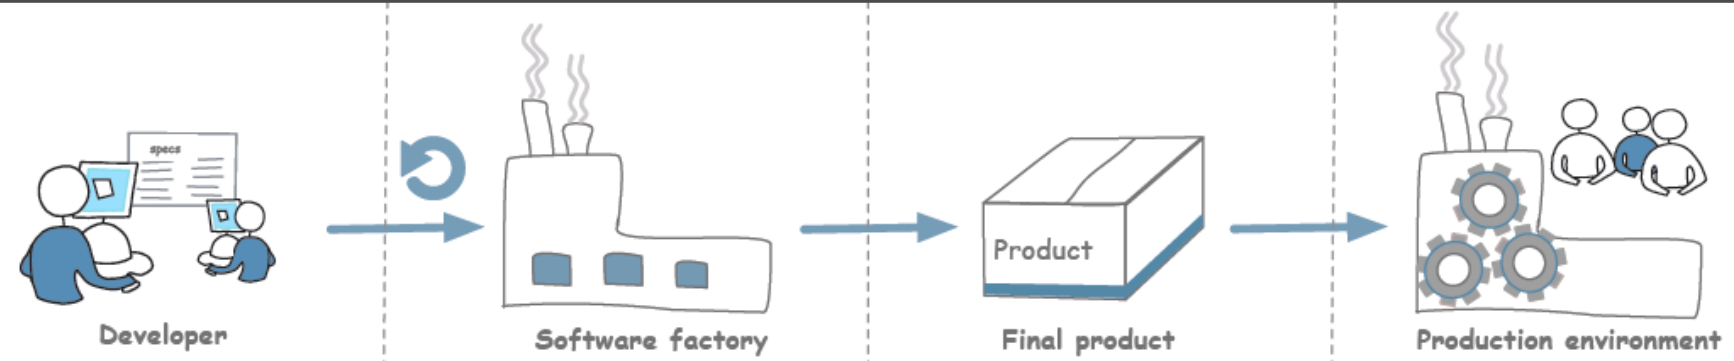 specs
Product
Developer
Software factory
Final product
Production environment